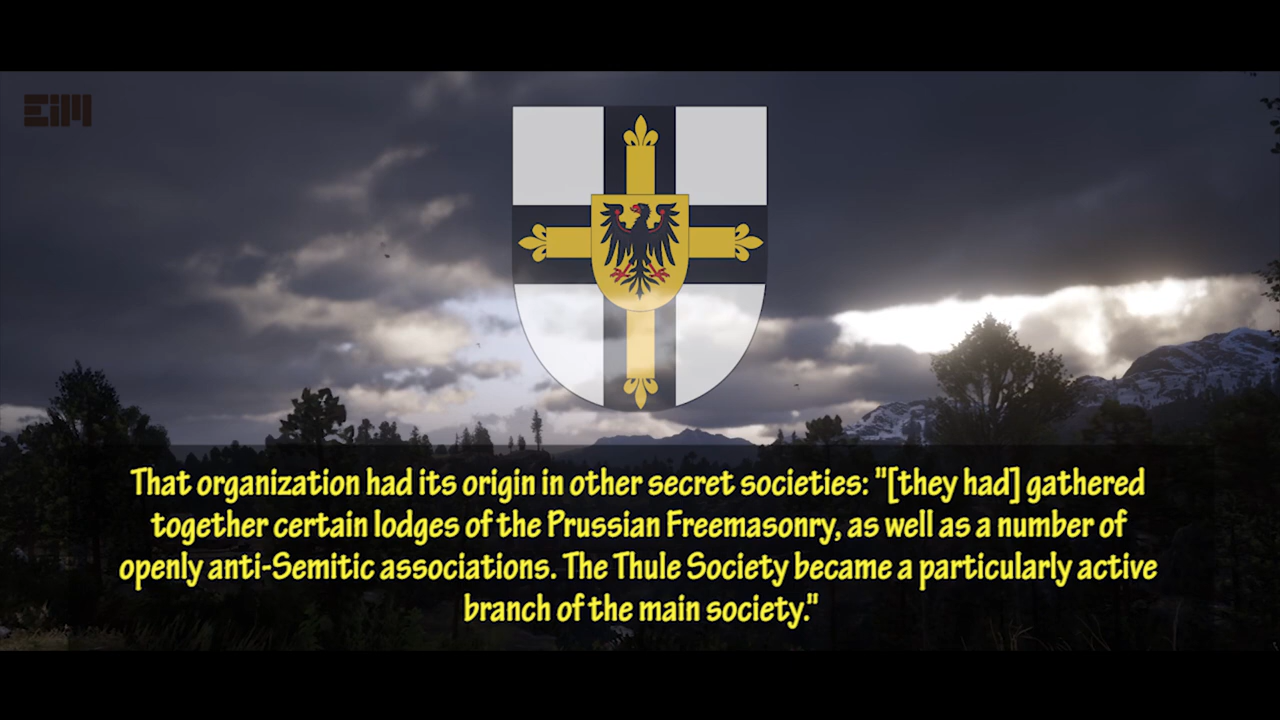 EiM
That organization had its origin in other secret societies: "[they had] gathered
together certain lodges of the Prussian Freemasonry, as well as a number of
openly anti-Semitic associations. The Thule Society became a particularly active
branch of the main society."